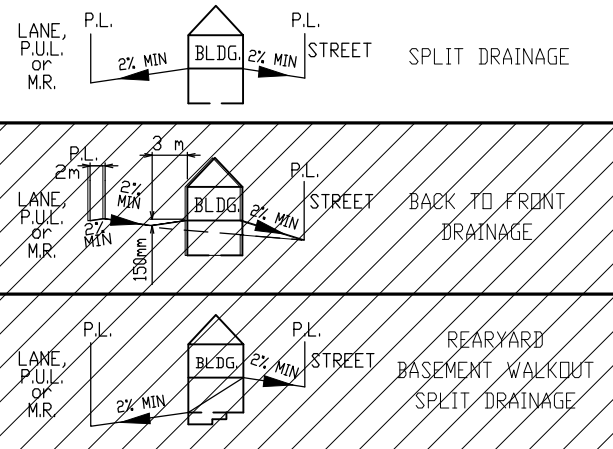 P.L.
P.L.
LANE,
P.U.L.
or
M.R.
2% MIN
BLDG.
2% MIN
STREET
SPLIT DRAINAGE
3 m
P.L.
2m
P.L.
LANE,
P.U.L.
or
M.R.
2%
MIN
2%
MIN
150mm
BLDG.
2% MIN
STREET
BACK TO FRONT
DRAINAGE
P.L.
P.L.
LANE,
P.U.L.
or
M.R.
2% MIN
BLDG.
2% MIN
STREET
REARYARD
BASEMENT WALKOUT
SPLIT DRAINAGE